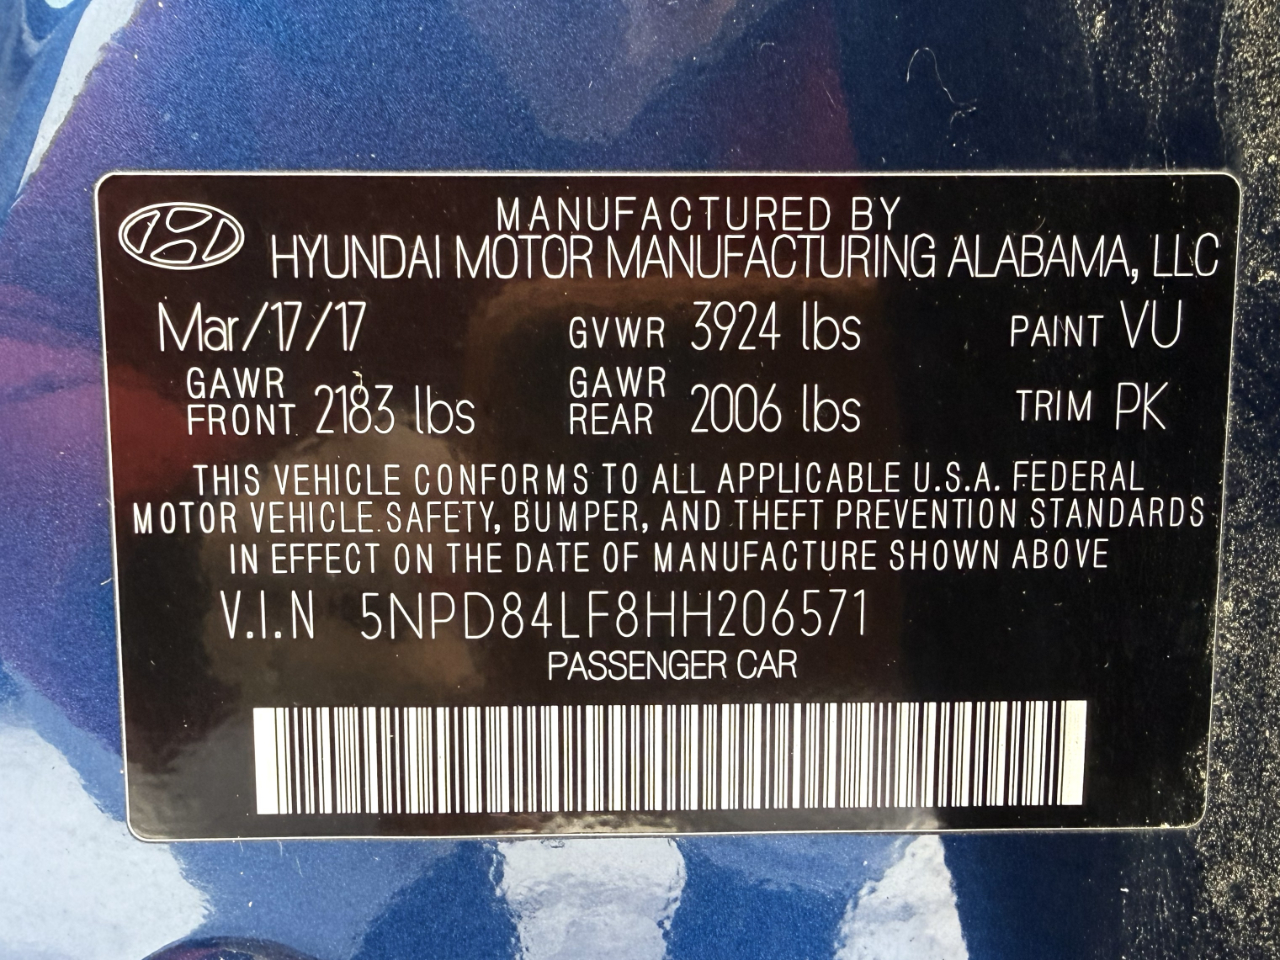 MANUFACTURED BY
HYUNDAI MOTOR MANUFACTURING ALABAMA, LLC
Mar/17/17 GVWR 3924 lbs PAINT VU
GAWR FRONT 2183 lbs GAWR REAR 2006 lbs TRIM PK
THIS VEHICLE CONFORMS TO ALL APPLICABLE U.S.A. FEDERAL
MOTOR VEHICLE SAFETY, BUMPER, AND THEFT PREVENTION STANDARDS
IN EFFECT ON THE DATE OF MANUFACTURE SHOWN ABOVE
V.I.N 5NPD84LF8HH206571
PASSENGER CAR